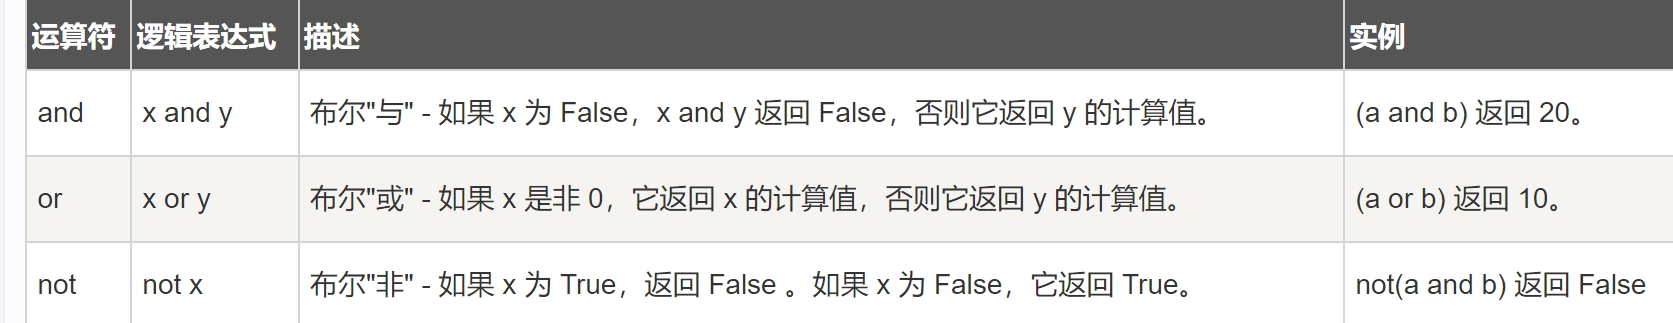 运算符 逻辑表达式 描述 实例
and x and y 布尔"与" - 如果 x 为 False，x and y 返回 False，否则它返回 y 的计算值。 (a and b) 返回 20。
or x or y 布尔"或" - 如果 x 是非 0，它返回 x 的计算值，否则它返回 y 的计算值。 (a or b) 返回 10。
not not x 布尔"非" - 如果 x 为 True，返回 False 。如果 x 为 False，它返回 True。 not(a and b) 返回 False